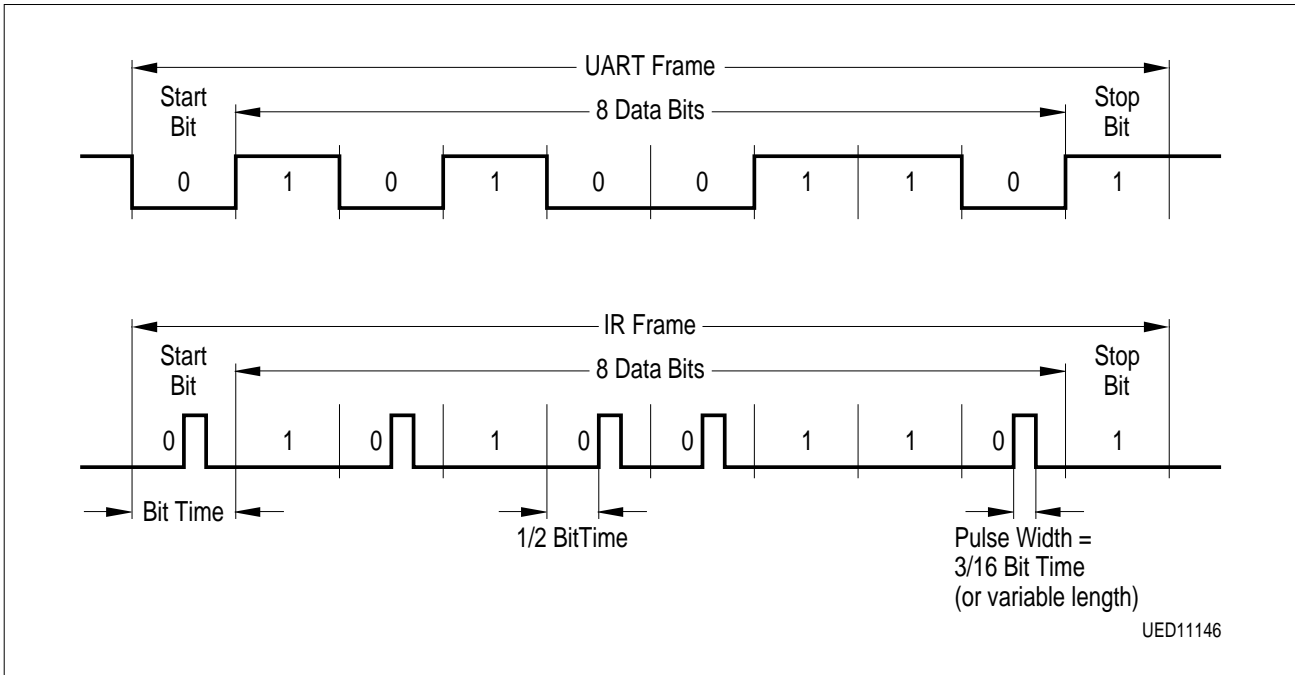 UART Frame
Start
Bit
8 Data Bits
Stop
Bit
0 1 0 1 0 0 1 1 0 1
IR Frame
Start
Bit
8 Data Bits
Stop
Bit
0 1 0 1 0 0 1 1 0 1
Bit Time
1/2 BitTime
Pulse Width =
3/16 Bit Time
(or variable length)
UED11146